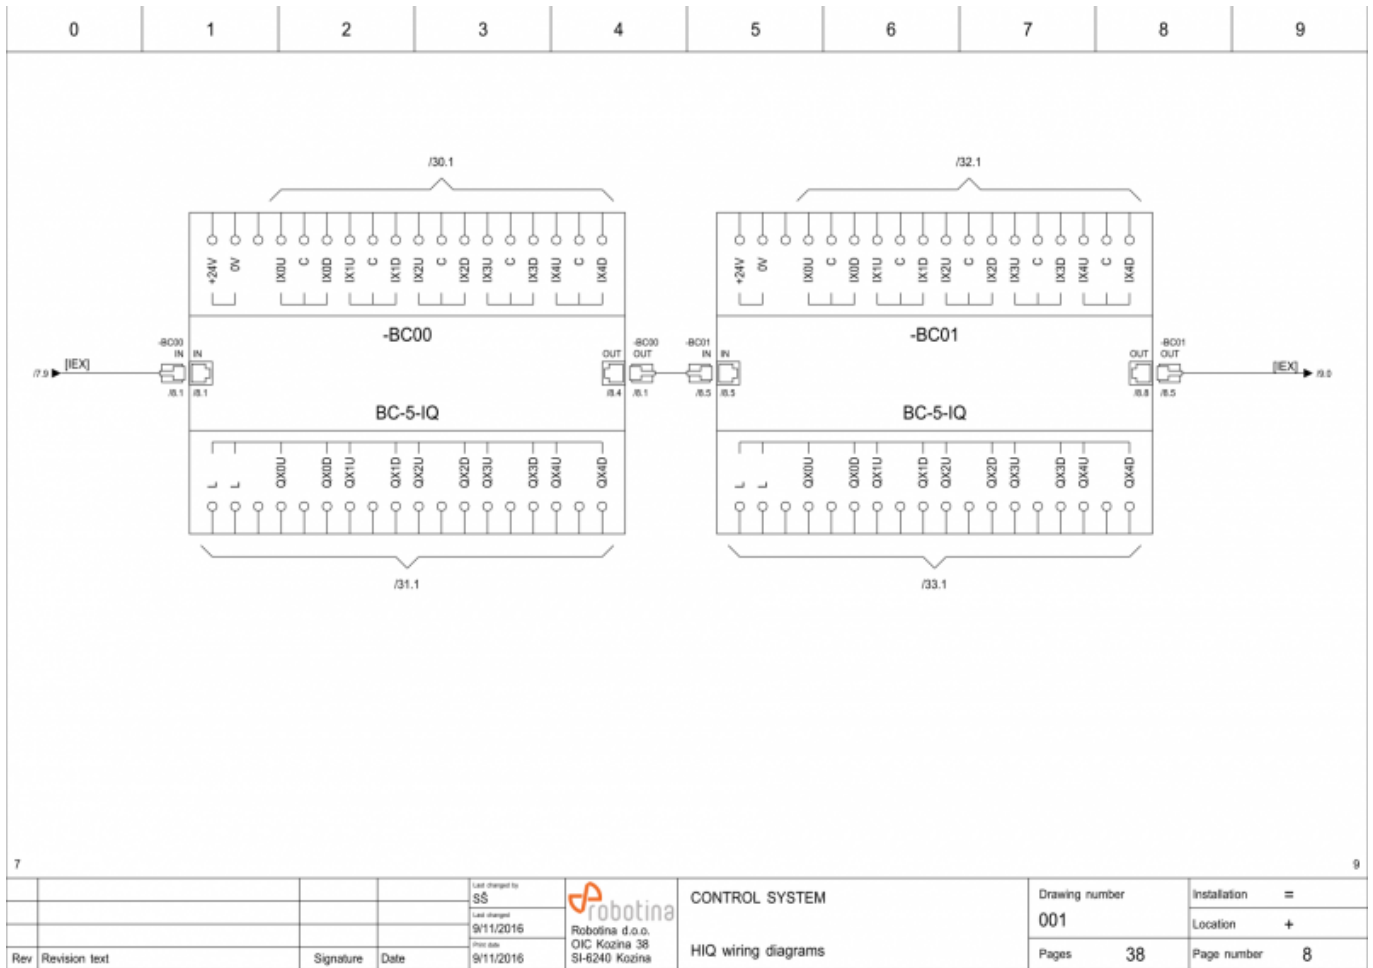 0 1 2 3 4 5 6 7 8 9
/30.1 /32.1
+24V 0V IX0U C IX0D IX1U C IX1D IX2U C IX2D IX3U C IX3D IX4U C IX4D
+24V 0V IX0U C IX0D IX1U C IX1D IX2U C IX2D IX3U C IX3D IX4U C IX4D
-BC00 -BC01
-BC00 -BC00 -BC01 -BC01
IN IN OUT OUT IN IN OUT OUT
/7.9 [IEX] [IEX] /9.0
/8.1 /8.1 /8.4 /8.1 /8.5 /8.5 /8.8 /8.5
BC-5-IQ BC-5-IQ
L L QX0U QX0D QX1U QX1D QX2U QX2D QX3U QX3D QX4U QX4D
L L QX0U QX0D QX1U QX1D QX2U QX2D QX3U QX3D QX4U QX4D
/31.1 /33.1
7 9
Rev Revision text Signature Date
Last changed by
SŠ
Last changed
9/11/2016
Print date
9/11/2016
robotina
Robotina d.o.o.
OIC Kozina 38
SI-6240 Kozina
CONTROL SYSTEM
HIQ wiring diagrams
Drawing number
001
Pages 38
Installation =
Location +
Page number 8